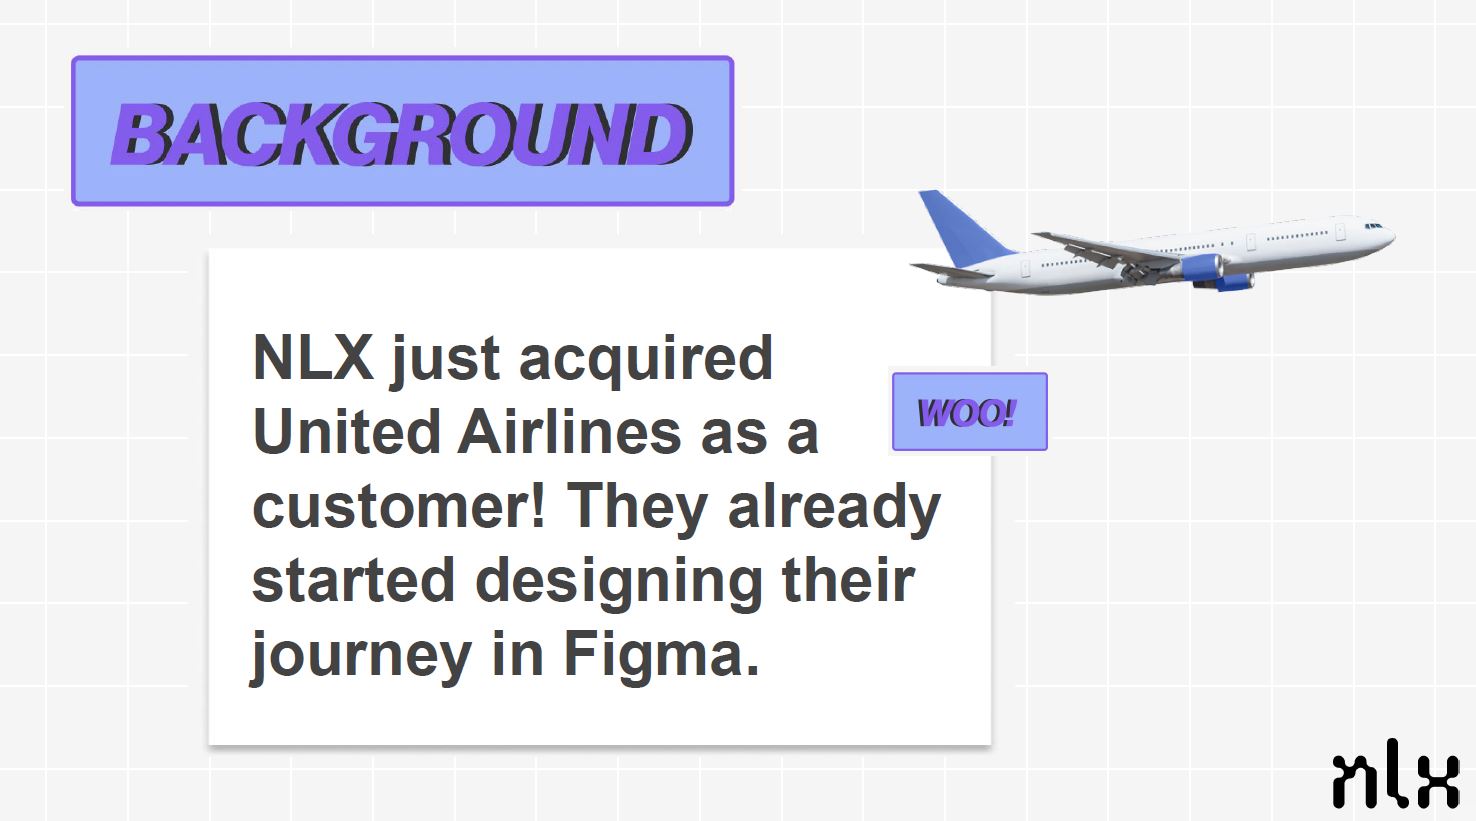 BACKGROUND
NLX just acquired
United Airlines as a
WOO!
customer! They already
started designing their
journey in Figma.
nlx